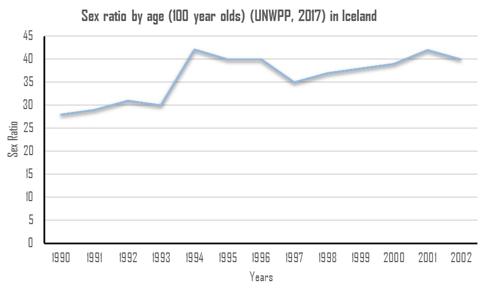 Sex ratio by age (100 year olds) (UNWPP, 2017) in Iceland
45
40
35
30
25
20
15
10
5
0
Sex Ratio
1990 1991 1992 1993 1994 1995 1996 1997 1998 1999 2000 2001 2002
Years